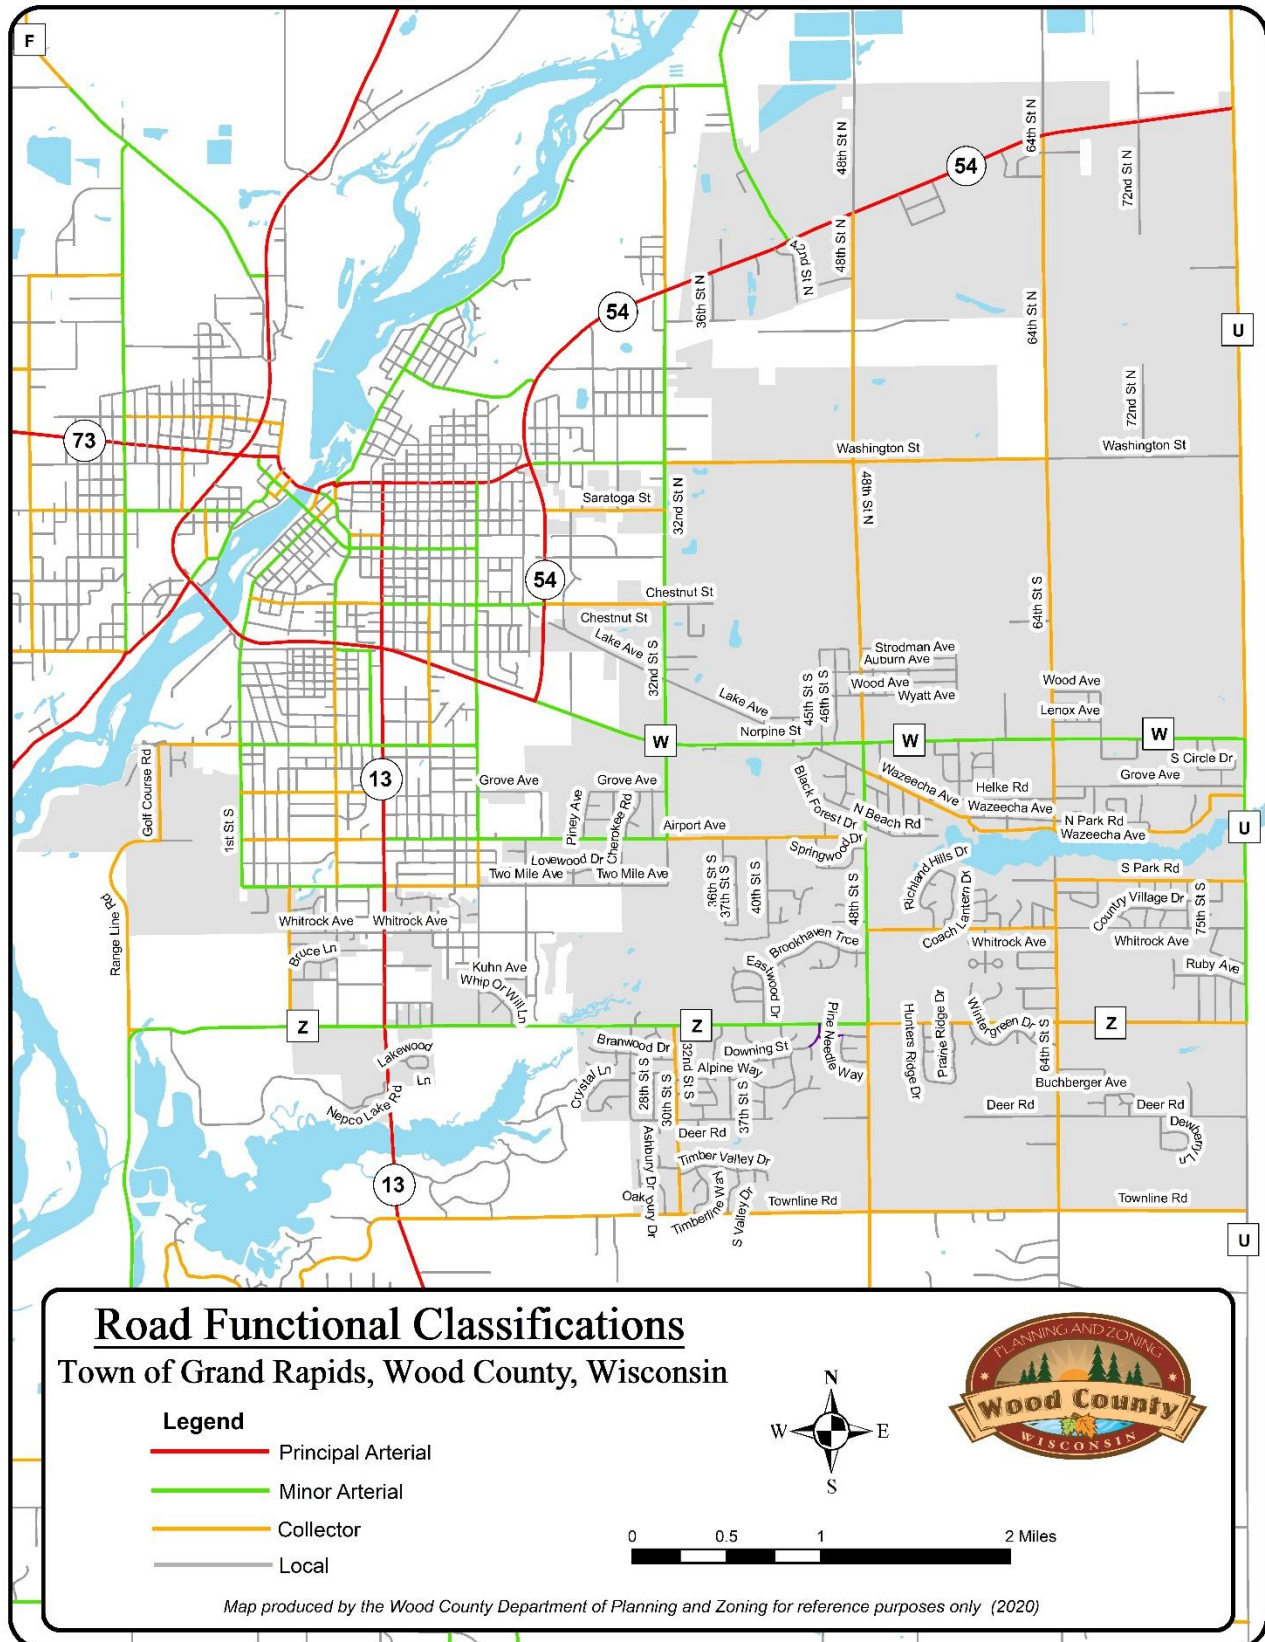 F
48th St N
64th St N
54
72nd St N
48th St N
42nd St N
36th St N
54
64th St N
U
72nd St N
73
Washington St
Washington St
Saratoga St
32nd St N
48th St N
54
Chestnut St
64th St S
Chestnut St
Lake Ave
32nd St S
Strodman Ave
Auburn Ave
Wood Ave
Wyatt Ave
Wood Ave
Lake Ave
45th St S
46th St S
Lenox Ave
Norpine St
W
W
W
Golf Course Rd
13
S Circle Dr
Grove Ave
Grove Ave
Grove Ave
Wazeecha Ave
Helke Rd
Black Forest Dr
Piney Ave
Cherokee Rd
Wazeecha Ave
N Beach Rd
N Park Rd
1st St S
Airport Ave
Wazeecha Ave
U
Springwood Dr
Lovewood Dr
Richland Hills Dr
Two Mile Ave
Two Mile Ave
S Park Rd
36th St S
37th St S
40th St S
48th St S
Coach Lantern Dr
Country Village Dr
75th St S
Range Line Rd
Whitrock Ave
Whitrock Ave
Whitrock Ave
Whitrock Ave
Bruce Ln
Brookhaven Trce
Kuhn Ave
Eastwood Dr
Ruby Ave
Whip Or Will Ln
Z
Z
Z
Pine Needle Way
Hunters Ridge Dr
Prairie Ridge Dr
Wintergreen Dr
64th St S
Lakewood
Ln
Branwood Dr
Downing St
32nd St S
Alpine Way
Crystal Ln
28th St S
30th St S
37th St S
Buchberger Ave
Nepco Lake Rd
Deer Rd
Deer Rd
Deer Rd
Dewberry Ln
Ashbury Dr
Timber Valley Dr
13
Oak
bury Dr
Timberline Way
S Valley Dr
Townline Rd
Townline Rd
U
Road Functional Classifications
Town of Grand Rapids, Wood County, Wisconsin
Legend
Principal Arterial
Minor Arterial
Collector
Local
N
W
E
S
PLANNING AND ZONING
Wood County
WISCONSIN
0 0.5 1 2 Miles
Map produced by the Wood County Department of Planning and Zoning for reference purposes only (2020)